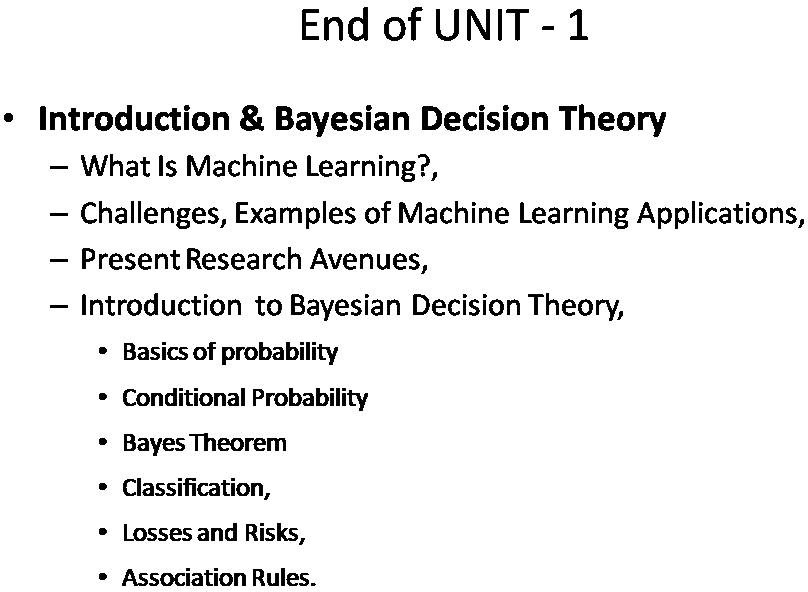 End of UNIT - 1
• Introduction & Bayesian Decision Theory
– What Is Machine Learning?,
– Challenges, Examples of Machine Learning Applications,
– Present Research Avenues,
– Introduction to Bayesian Decision Theory,
• Basics of probability
• Conditional Probability
• Bayes Theorem
• Classification,
• Losses and Risks,
• Association Rules.